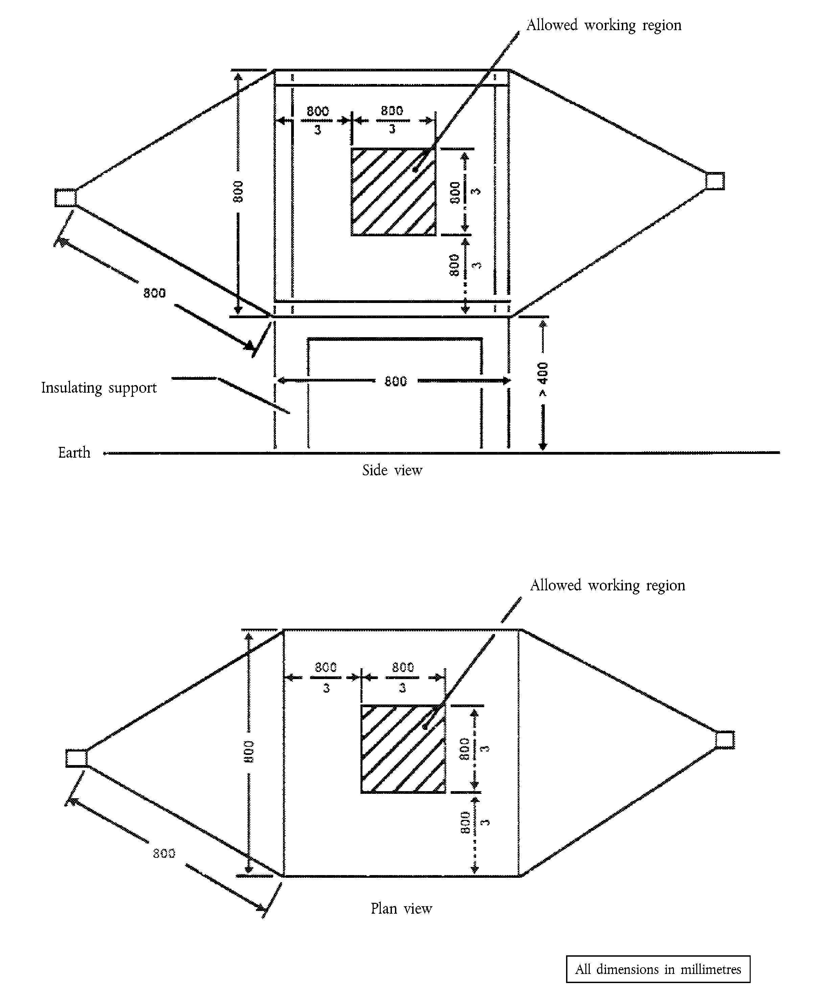 Allowed working region
800 800
3 3
800
800
3
800
3
800
800
> 400
Insulating support
Earth
Side view
Allowed working region
800 800
3 3
800
800
3
800
3
800
Plan view
All dimensions in millimetres